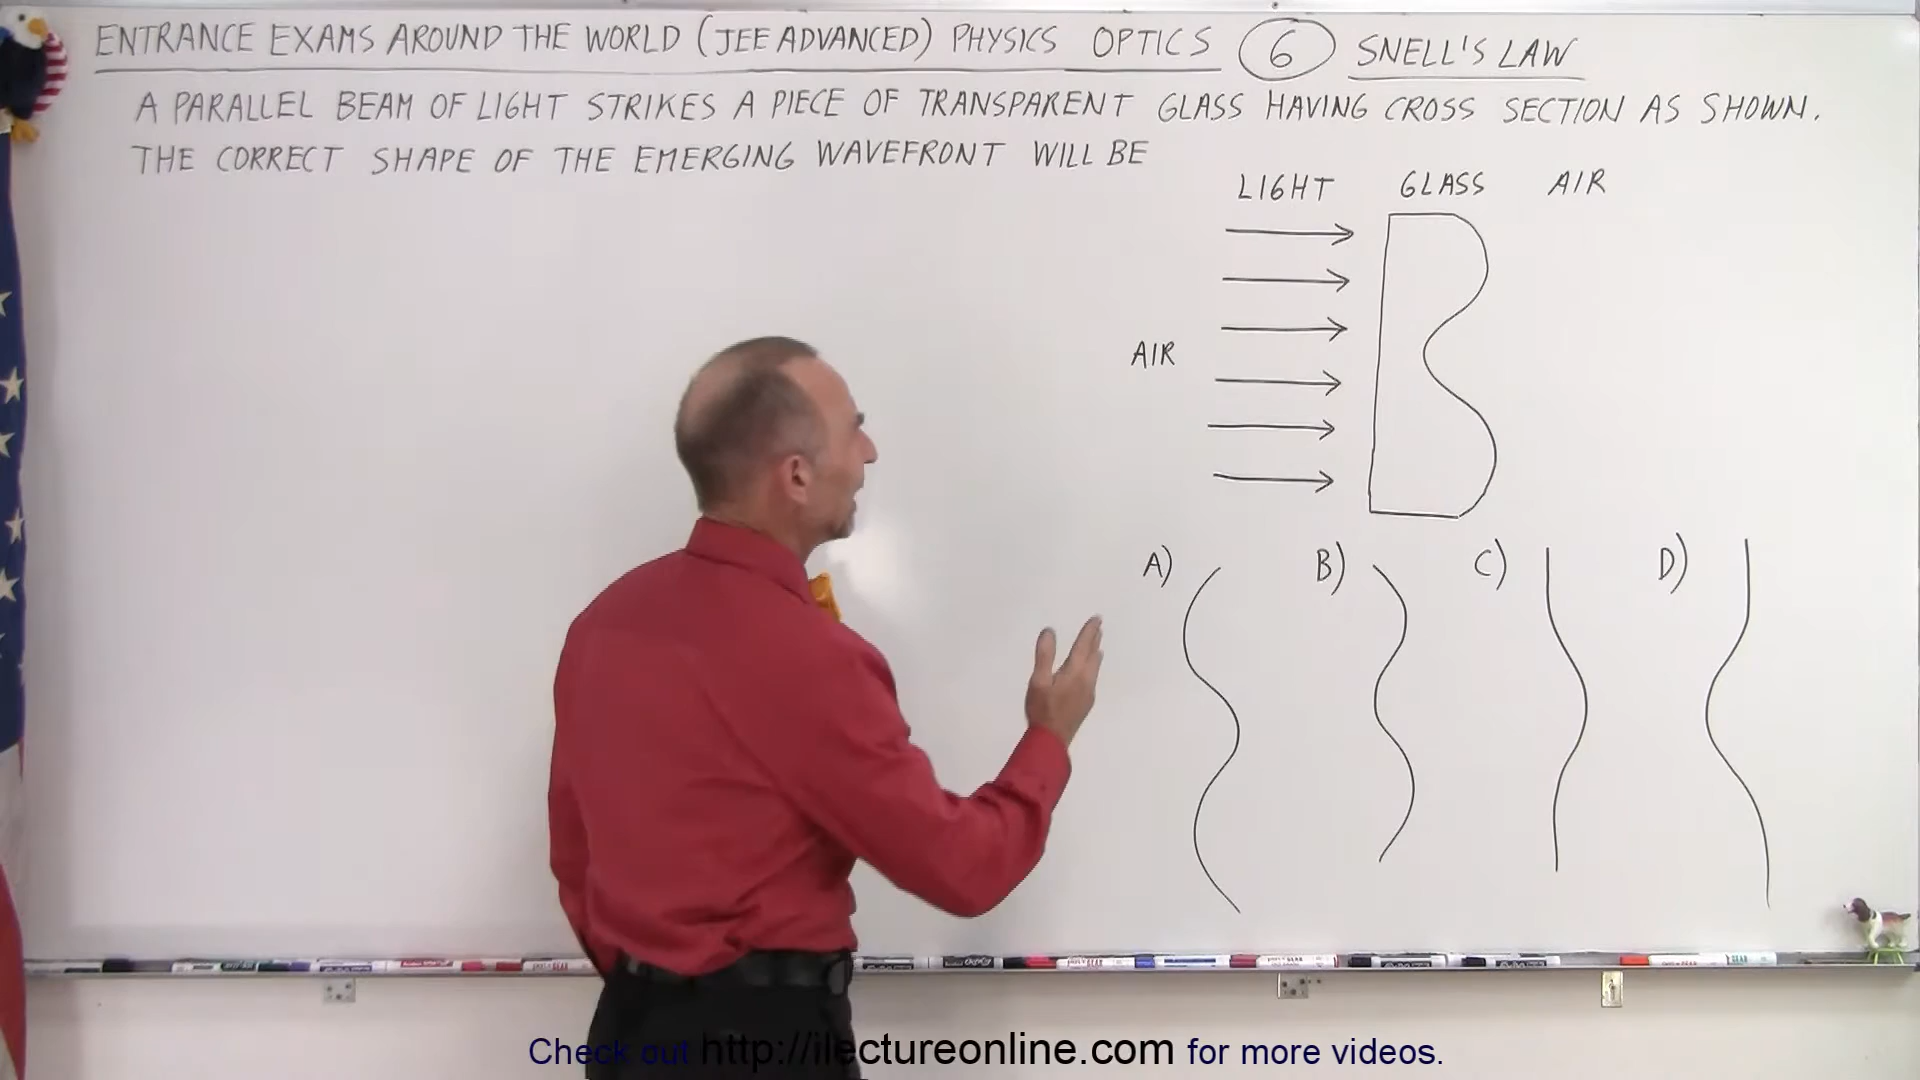 ENTRANCE EXAMS AROUND THE WORLD (JEE ADVANCED) PHYSICS OPTICS 6 SNELL'S LAW
A PARALLEL BEAM OF LIGHT STRIKES A PIECE OF TRANSPARENT GLASS HAVING CROSS SECTION AS SHOWN.
THE CORRECT SHAPE OF THE EMERGING WAVEFRONT WILL BE
LIGHT GLASS AIR
AIR
A) B) C) D)
Check out http://ilectureonline.com for more videos.